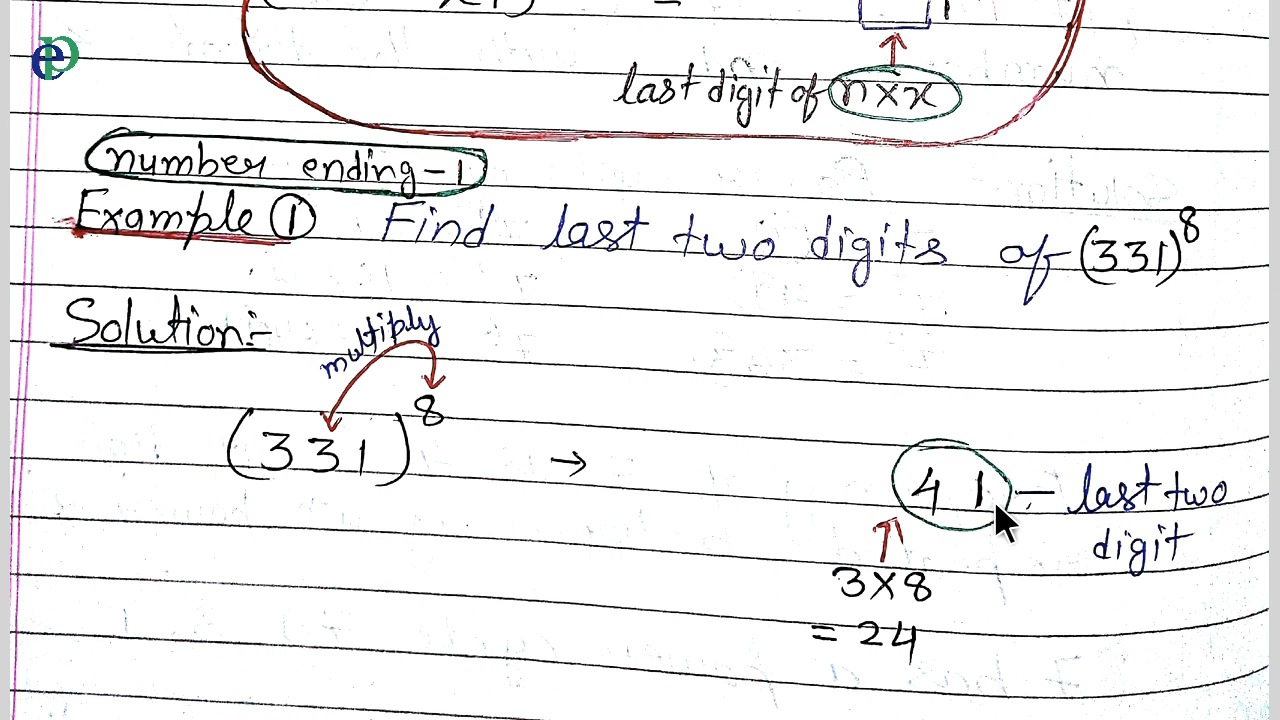 ep
last digit of n×x
number ending-1
Example ① Find last two digits of (331)⁸
Solution:-
multiply
(331)⁸ → 41 - last two
digit
3×8
= 24